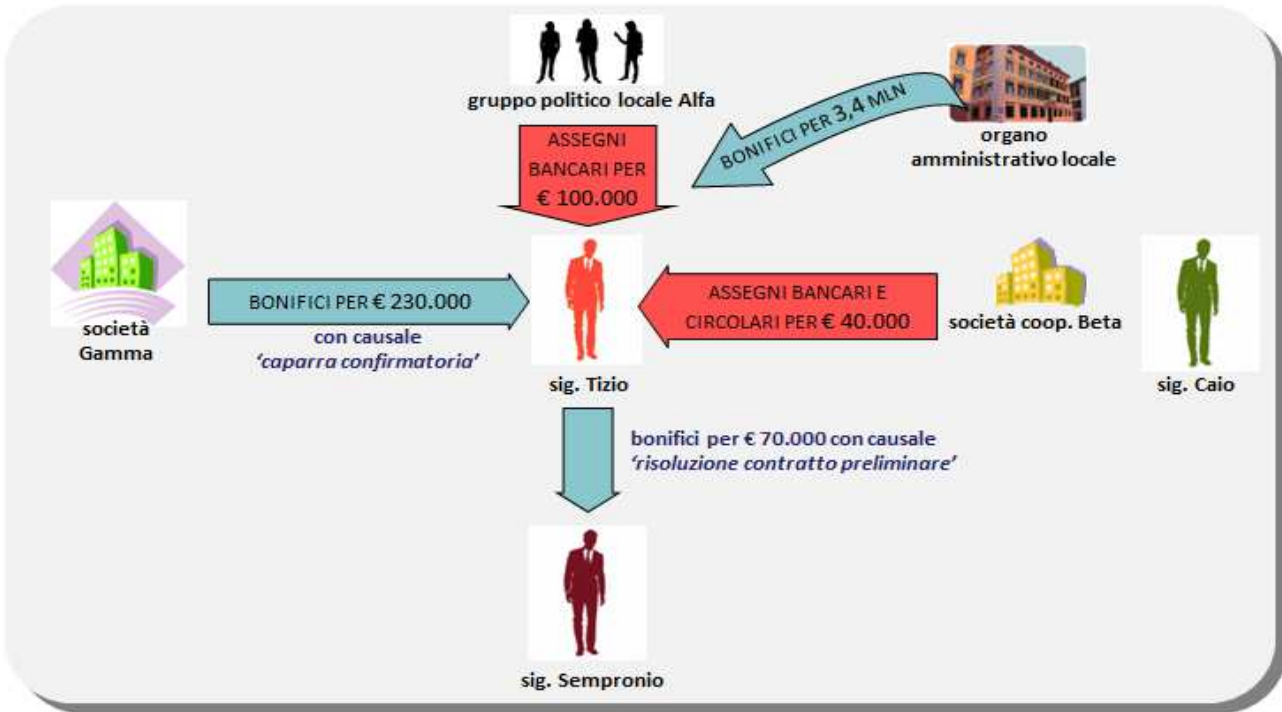 gruppo politico locale Alfa
ASSEGNI
BANCARI PER
€ 100.000
BONIFICI PER 3,4 MLN
organo
amministrativo locale
società
Gamma
BONIFICI PER € 230.000
con causale
‘caparra confirmatoria’
sig. Tizio
ASSEGNI BANCARI E
CIRCOLARI PER € 40.000
società coop. Beta
sig. Caio
bonifici per € 70.000 con causale
‘risoluzione contratto preliminare’
sig. Sempronio